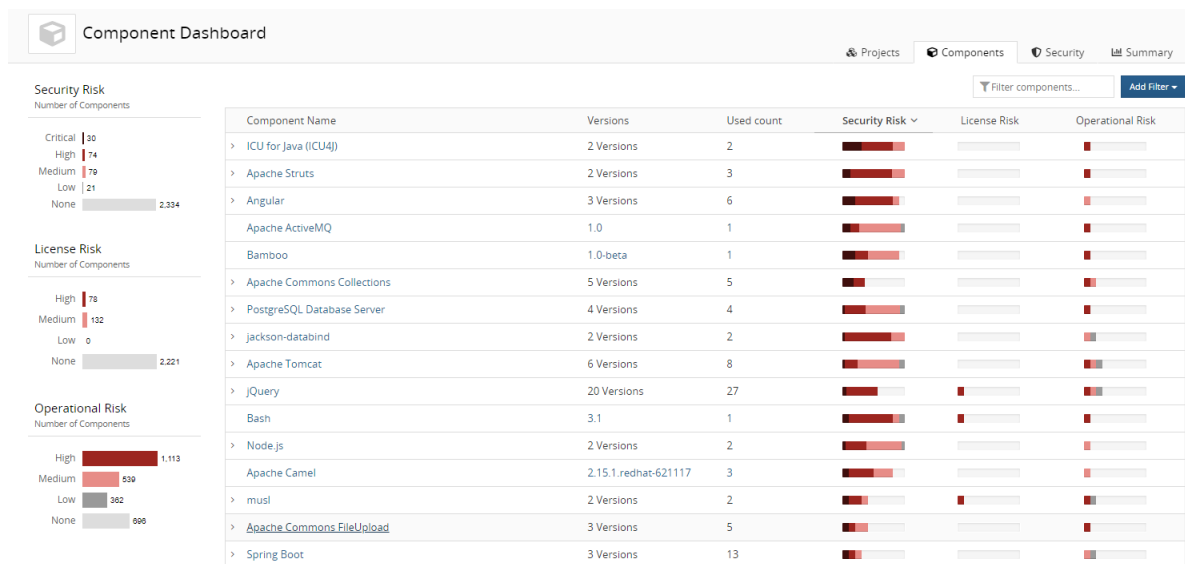 Component Dashboard
Projects Components Security Summary
Filter components... Add Filter
Security Risk
Number of Components
Critical 30
High 74
Medium 79
Low 21
None 2,334
License Risk
Number of Components
High 78
Medium 132
Low 0
None 2,221
Operational Risk
Number of Components
High 1,113
Medium 539
Low 362
None 696
Component Name Versions Used count Security Risk License Risk Operational Risk
ICU for Java (ICU4J) 2 Versions 2
Apache Struts 2 Versions 3
Angular 3 Versions 6
Apache ActiveMQ 1.0 1
Bamboo 1.0-beta 1
Apache Commons Collections 5 Versions 5
PostgreSQL Database Server 2 Versions 4
jackson-databind 2 Versions 2
Apache Tomcat 6 Versions 8
jQuery 20 Versions 27
Bash 3.1 1
Node.js 2 Versions 2
Apache Camel 2.15.1.redhat-621117 3
musl 2 Versions 2
Apache Commons FileUpload 3 Versions 5
Spring Boot 3 Versions 13